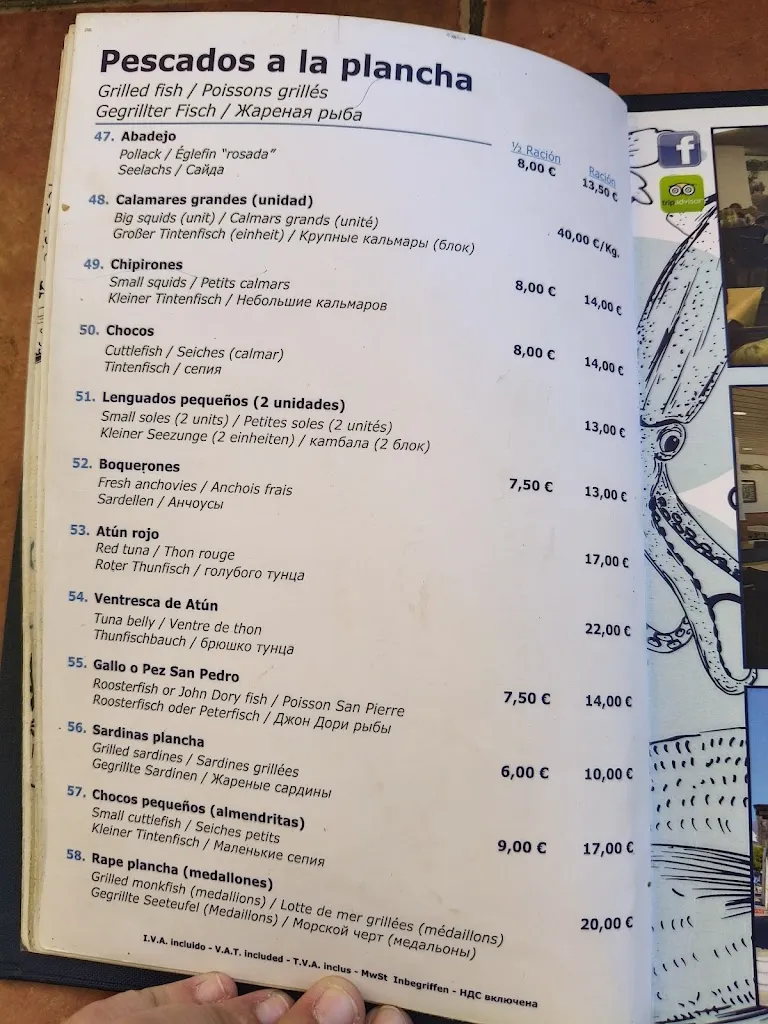 Pescados a la plancha
Grilled fish / Poissons grillés
Gegrillter Fisch / Жареная рыба
½ Ración Ración
47. Abadejo
Pollack / Églefin "rosada"
Seelachs / Сайда
8,00 € 13,50 €
48. Calamares grandes (unidad)
Big squids (unit) / Calmars grands (unité)
Großer Tintenfisch (einheit) / Крупные кальмары (блок)
40,00 €/Kg.
49. Chipirones
Small squids / Petits calmars
Kleiner Tintenfisch / Небольшие кальмаров
8,00 € 14,00 €
50. Chocos
Cuttlefish / Seiches (calmar)
Tintenfisch / сепия
8,00 € 14,00 €
51. Lenguados pequeños (2 unidades)
Small soles (2 units) / Petites soles (2 unités)
Kleiner Seezunge (2 einheiten) / камбала (2 блок)
13,00 €
52. Boquerones
Fresh anchovies / Anchois frais
Sardellen / Анчоусы
7,50 € 13,00 €
53. Atún rojo
Red tuna / Thon rouge
Roter Thunfisch / голубого тунца
17,00 €
54. Ventresca de Atún
Tuna belly / Ventre de thon
Thunfischbauch / брюшко тунца
22,00 €
55. Gallo o Pez San Pedro
Roosterfish or John Dory fish / Poisson San Pierre
Roosterfisch oder Peterfisch / Джон Дори рыбы
7,50 € 14,00 €
56. Sardinas plancha
Grilled sardines / Sardines grillées
Gegrillte Sardinen / Жареные сардины
6,00 € 10,00 €
57. Chocos pequeños (almendritas)
Small cuttlefish / Seiches petits
Kleiner Tintenfisch / Маленькие сепия
9,00 € 17,00 €
58. Rape plancha (medallones)
Grilled monkfish (medallions) / Lotte de mer grillées (médaillons)
Gegrillte Seeteufel (Medaillons) / Морской черт (медальоны)
20,00 €
I.V.A. incluido - V.A.T. included - T.V.A. inclus - MwSt Inbegriffen - НДС включена
f
tripadvisor